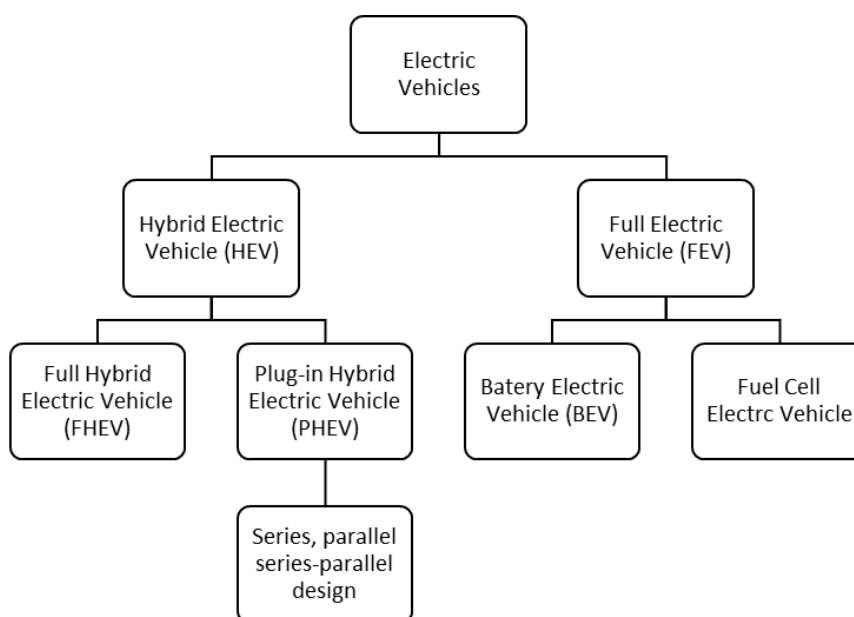 Electric
Vehicles
Hybrid Electric
Vehicle (HEV)
Full Electric
Vehicle (FEV)
Full Hybrid
Electric Vehicle
(FHEV)
Plug-in Hybrid
Electric Vehicle
(PHEV)
Batery Electric
Vehicle (BEV)
Fuel Cell
Electrc Vehicle
Series, parallel
series-parallel
design